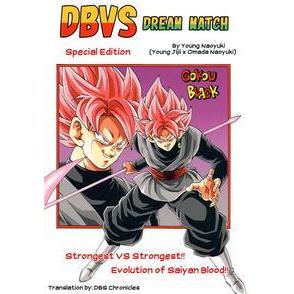 DBVS DREAM MATCH
Special Edition
By Young Naoyuki
(Young Jijii x Omada Naoyuki)
GOKOU
BLACK
Strongest VS Strongest!!
Evolution of Saiyan Blood!!
Translation by: DBS Chronicles